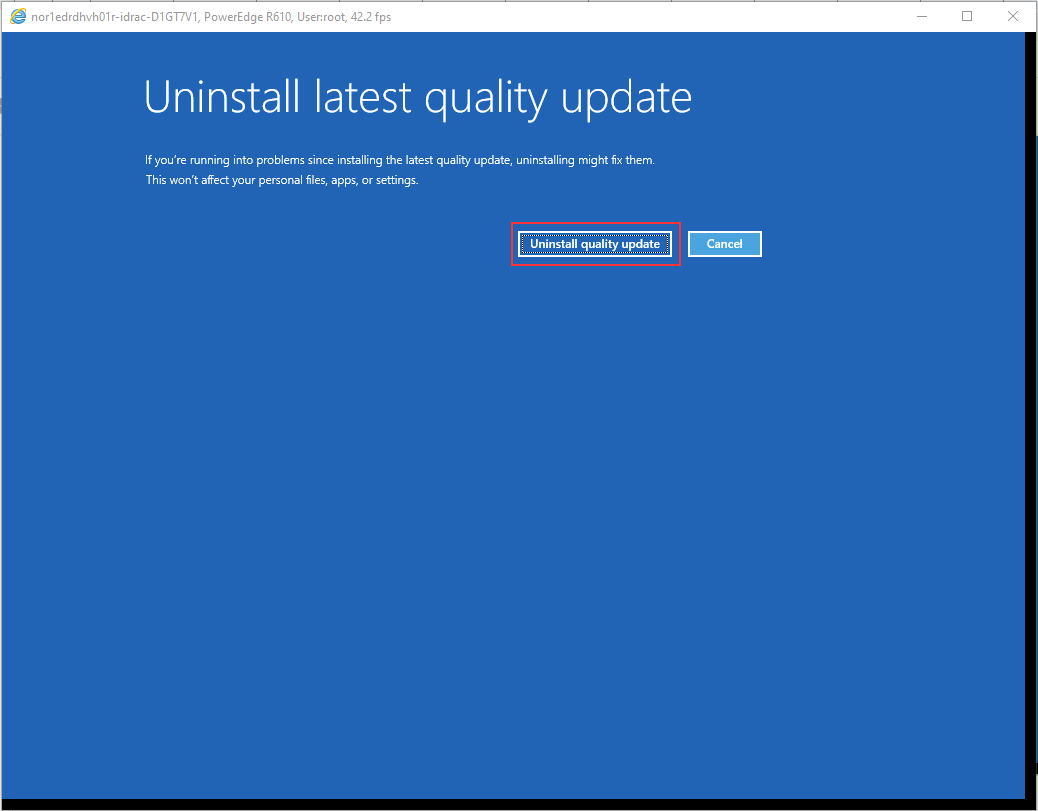 nor1edrdhvh01r-idrac-D1GT7V1, PowerEdge R610, User:root, 42.2 fps
Uninstall latest quality update
If you’re running into problems since installing the latest quality update, uninstalling might fix them.
This won’t affect your personal files, apps, or settings.
Uninstall quality update Cancel